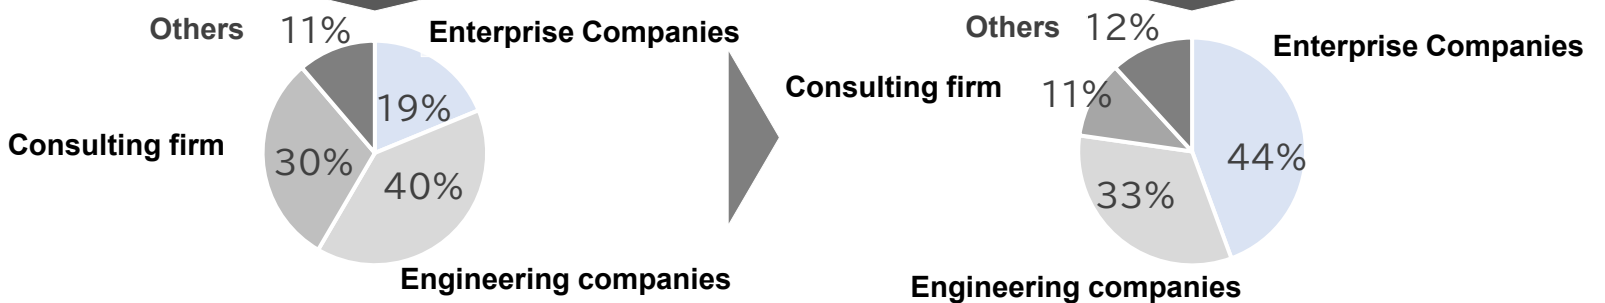 Others
11%
Enterprise Companies
19%
Consulting firm
30%
40%
Engineering companies
Others
12%
Enterprise Companies
Consulting firm
11%
44%
33%
Engineering companies